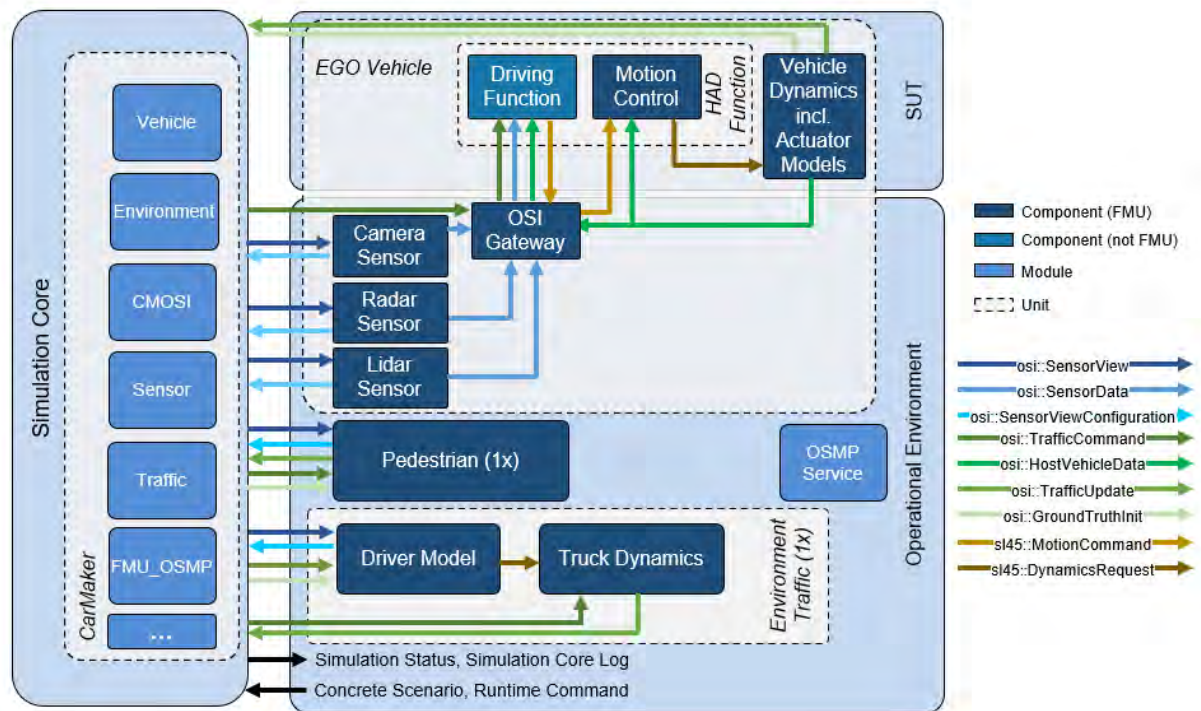 Simulation Core
CarMaker
Vehicle
Environment
CMOSI
Sensor
Traffic
FMU_OSMP
...
EGO Vehicle
Driving
Function
Motion
Control
HAD
Function
Vehicle
Dynamics
incl.
Actuator
Models
SUT
OSI
Gateway
Camera
Sensor
Radar
Sensor
Lidar
Sensor
Pedestrian (1x)
OSMP
Service
Driver Model
Truck Dynamics
Environment
Traffic (1x)
Operational Environment
Simulation Status, Simulation Core Log
Concrete Scenario, Runtime Command
Component (FMU)
Component (not FMU)
Module
Unit
osi::SensorView
osi::SensorData
osi::SensorViewConfiguration
osi::TrafficCommand
osi::HostVehicleData
osi::TrafficUpdate
osi::GroundTruthInit
sl45::MotionCommand
sl45::DynamicsRequest